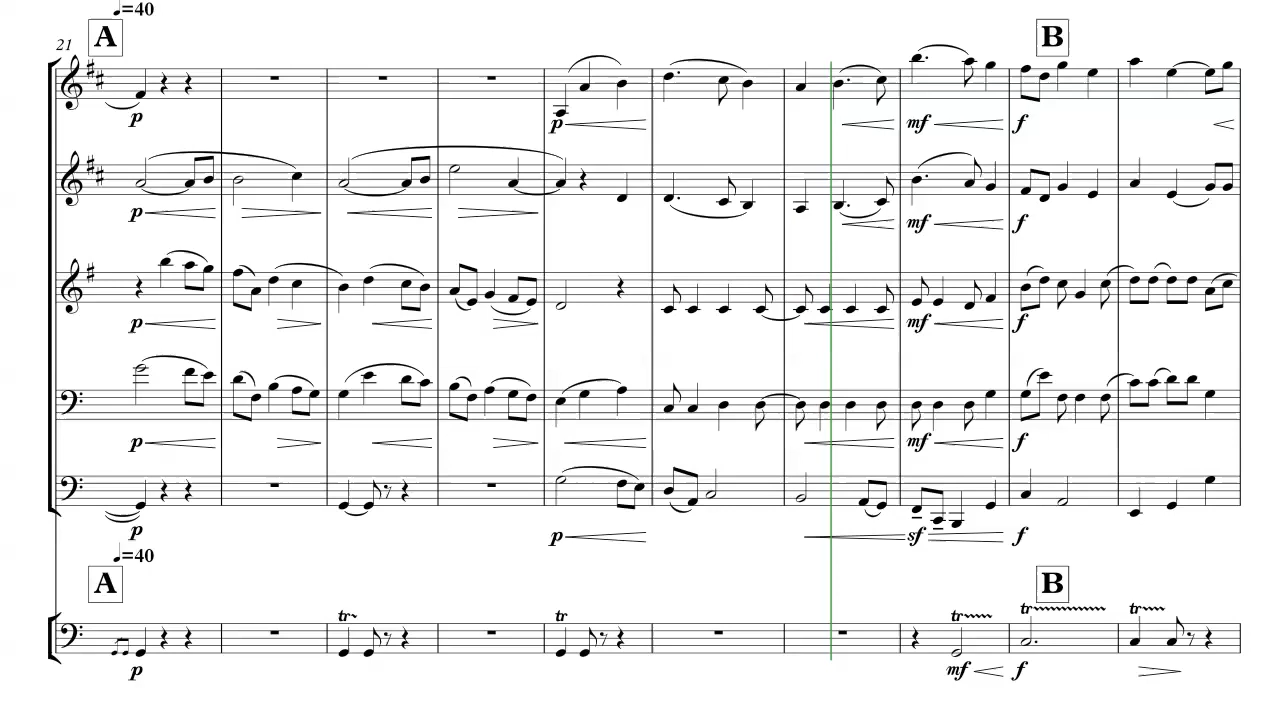 ♩=40
A B
21
p p mf f
p mf f
p mf f
p mf f
p p sf f
♩=40
A B
tr tr tr tr tr
p mf f